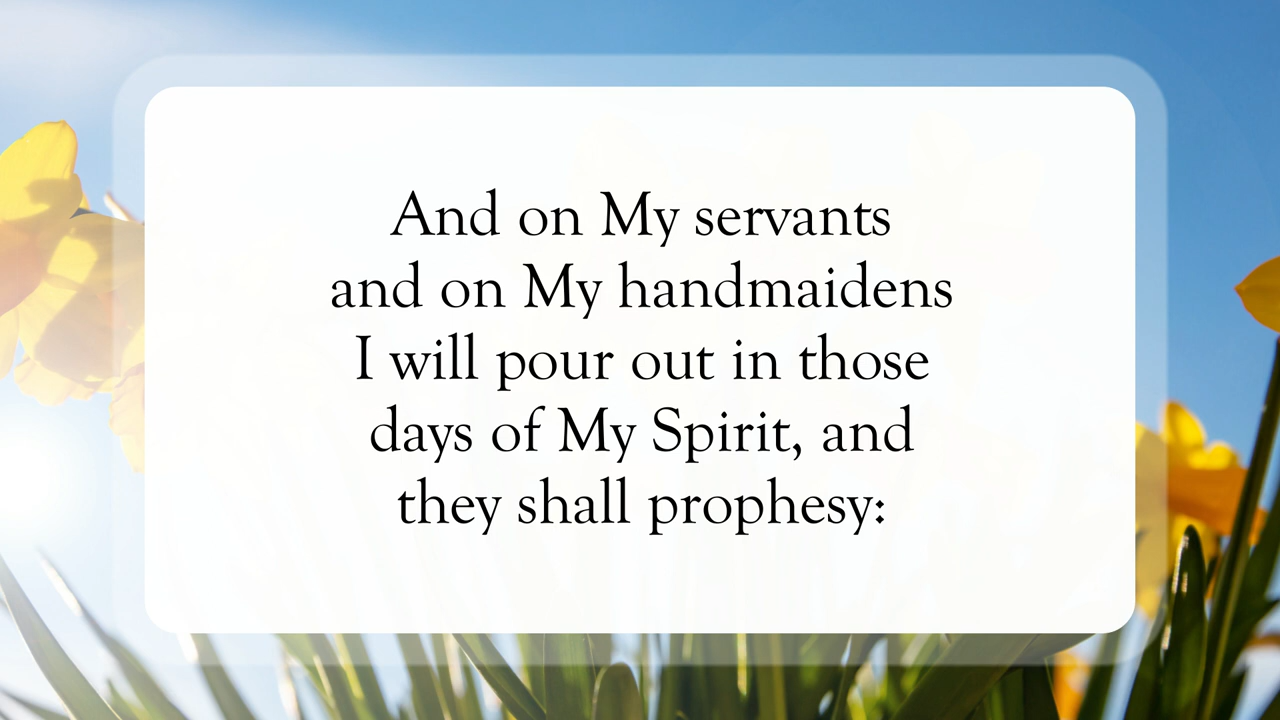 And on My servants
and on My handmaidens
I will pour out in those
days of My Spirit, and
they shall prophesy: